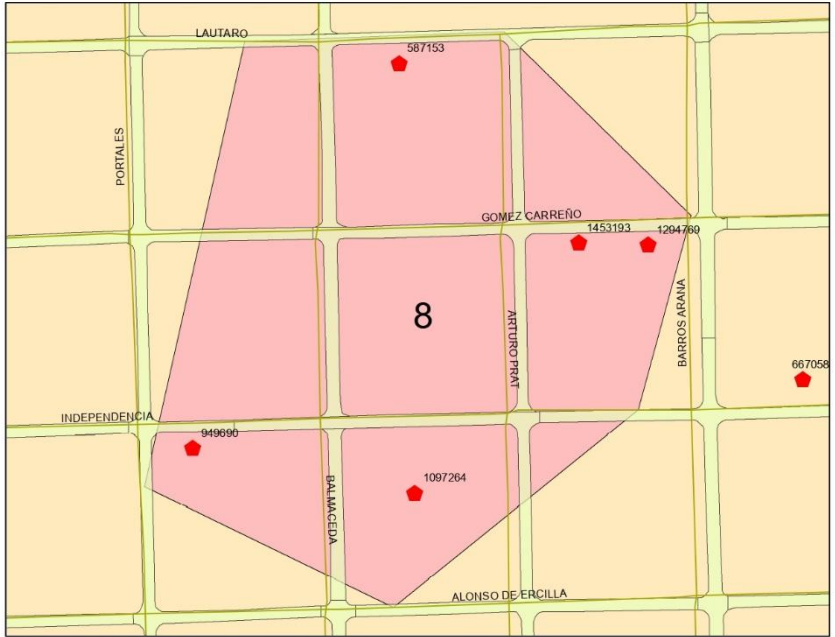 LAUTARO
587153
PORTALES
GOMEZ CARREÑO
1453193
1294769
8
ARTURO PRAT
BARROS ARANA
667058
INDEPENDENCIA
949690
1097264
BALMACEDA
ALONSO DE ERCILLA